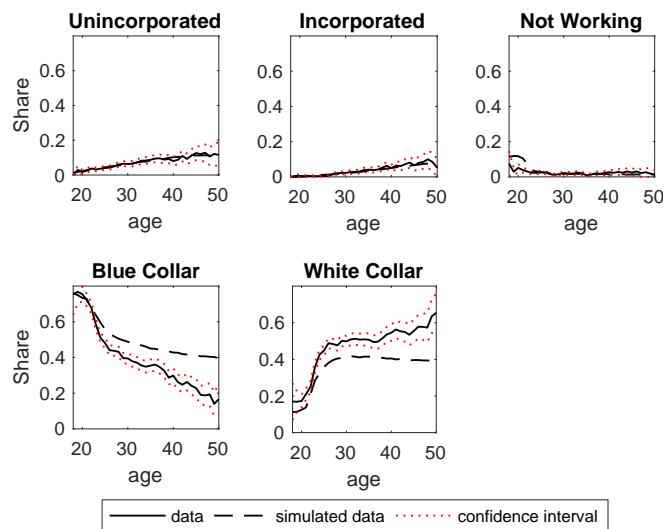 Unincorporated
Incorporated
Not Working
Share
0.6
0.4
0.2
0
20 30 40 50
age
0.6
0.4
0.2
0
20 30 40 50
age
0.6
0.4
0.2
0
20 30 40 50
age
Blue Collar
White Collar
Share
0.6
0.4
0.2
0
20 30 40 50
age
0.6
0.4
0.2
0
20 30 40 50
age
data
simulated data
confidence interval